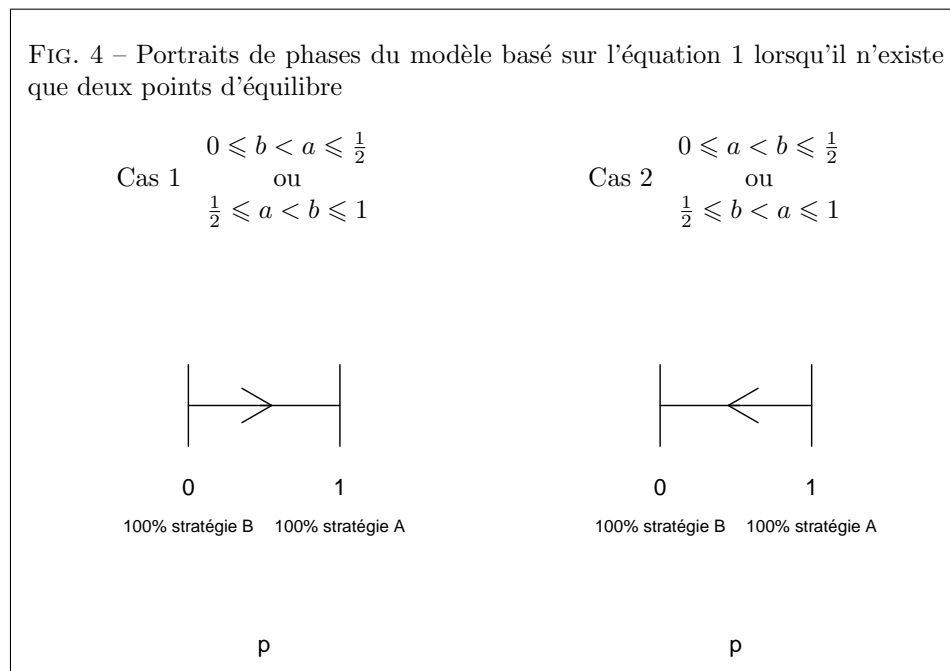 FIG. 4 – Portraits de phases du modèle basé sur l'équation 1 lorsqu'il n'existe
que deux points d'équilibre
Cas 1
0 ⩽ b < a ⩽ 1/2
ou
1/2 ⩽ a < b ⩽ 1
Cas 2
0 ⩽ a < b ⩽ 1/2
ou
1/2 ⩽ b < a ⩽ 1
0 1
100% stratégie B 100% stratégie A
p
0 1
100% stratégie B 100% stratégie A
p